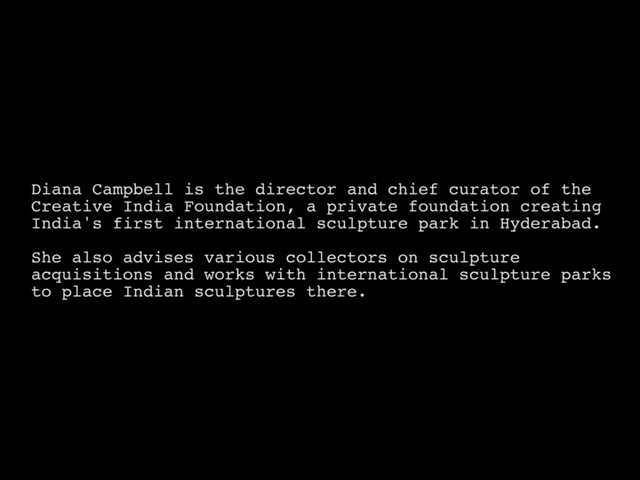 Diana Campbell is the director and chief curator of the
Creative India Foundation, a private foundation creating
India's first international sculpture park in Hyderabad.
She also advises various collectors on sculpture
acquisitions and works with international sculpture parks
to place Indian sculptures there.